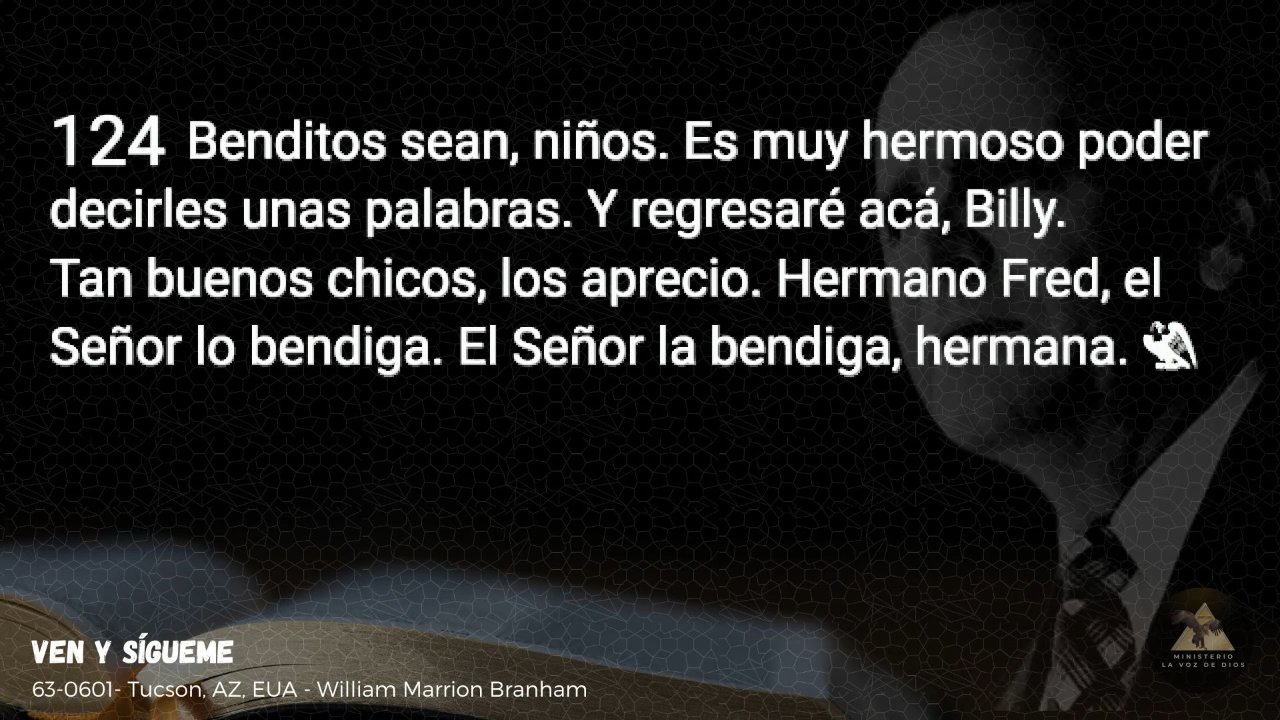 124 Benditos sean, niños. Es muy hermoso poder
decirles unas palabras. Y regresaré acá, Billy.
Tan buenos chicos, los aprecio. Hermano Fred, el
Señor lo bendiga. El Señor la bendiga, hermana.
VEN Y SÍGUEME
63-0601- Tucson, AZ, EUA - William Marrion Branham
MINISTERIO
LA VOZ DE DIOS